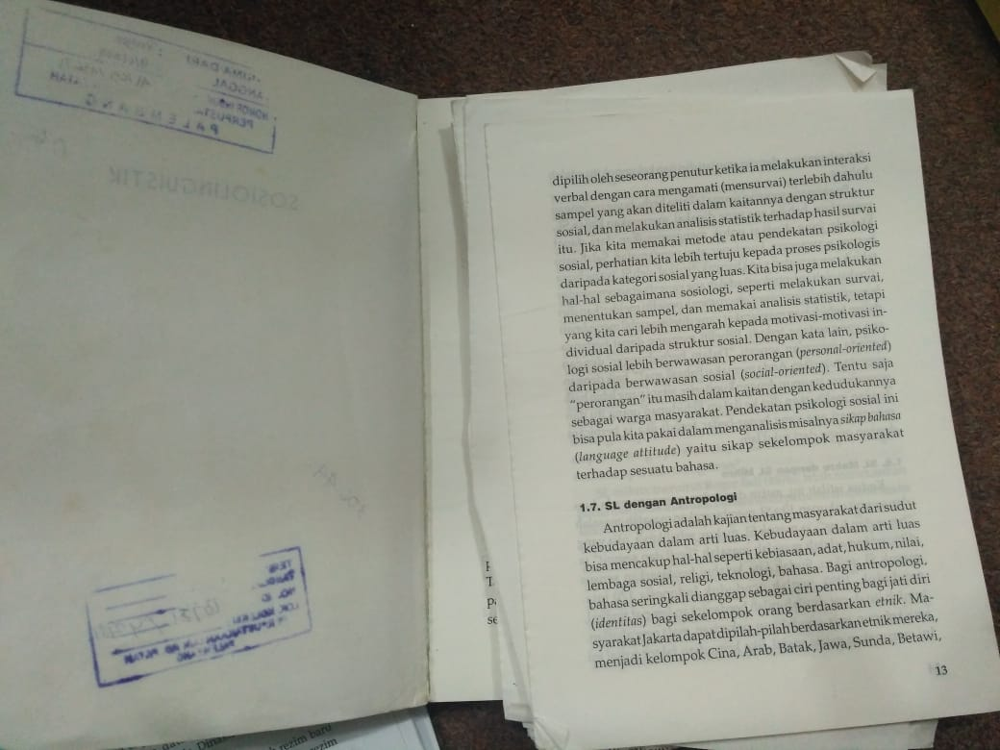 SOSIOLINGUISTIK
PALEMBANG
dipilih oleh seseorang penutur ketika ia melakukan interaksi
verbal dengan cara mengamati (mensurvai) terlebih dahulu
sampel yang akan diteliti dalam kaitannya dengan struktur
sosial, dan melakukan analisis statistik terhadap hasil survai
itu. Jika kita memakai metode atau pendekatan psikologi
sosial, perhatian kita lebih tertuju kepada proses psikologis
daripada kategori sosial yang luas. Kita bisa juga melakukan
hal-hal sebagaimana sosiologi, seperti melakukan survai,
menentukan sampel, dan memakai analisis statistik, tetapi
yang kita cari lebih mengarah kepada motivasi-motivasi in-
dividual daripada struktur sosial. Dengan kata lain, psiko-
logi sosial lebih berwawasan perorangan (personal-oriented)
daripada berwawasan sosial (social-oriented). Tentu saja
"perorangan" itu masih dalam kaitan dengan kedudukannya
sebagai warga masyarakat. Pendekatan psikologi sosial ini
bisa pula kita pakai dalam menganalisis misalnya sikap bahasa
(language attitude) yaitu sikap sekelompok masyarakat
terhadap sesuatu bahasa.
1.7. SL dengan Antropologi
Antropologi adalah kajian tentang masyarakat dari sudut
kebudayaan dalam arti luas. Kebudayaan dalam arti luas
bisa mencakup hal-hal seperti kebiasaan, adat, hukum, nilai,
lembaga sosial, religi, teknologi, bahasa. Bagi antropologi,
bahasa seringkali dianggap sebagai ciri penting bagi jati diri
(identitas) bagi sekelompok orang berdasarkan etnik. Ma-
syarakat Jakarta dapat dipilah-pilah berdasarkan etnik mereka,
menjadi kelompok Cina, Arab, Batak, Jawa, Sunda, Betawi,
13
rezim baru